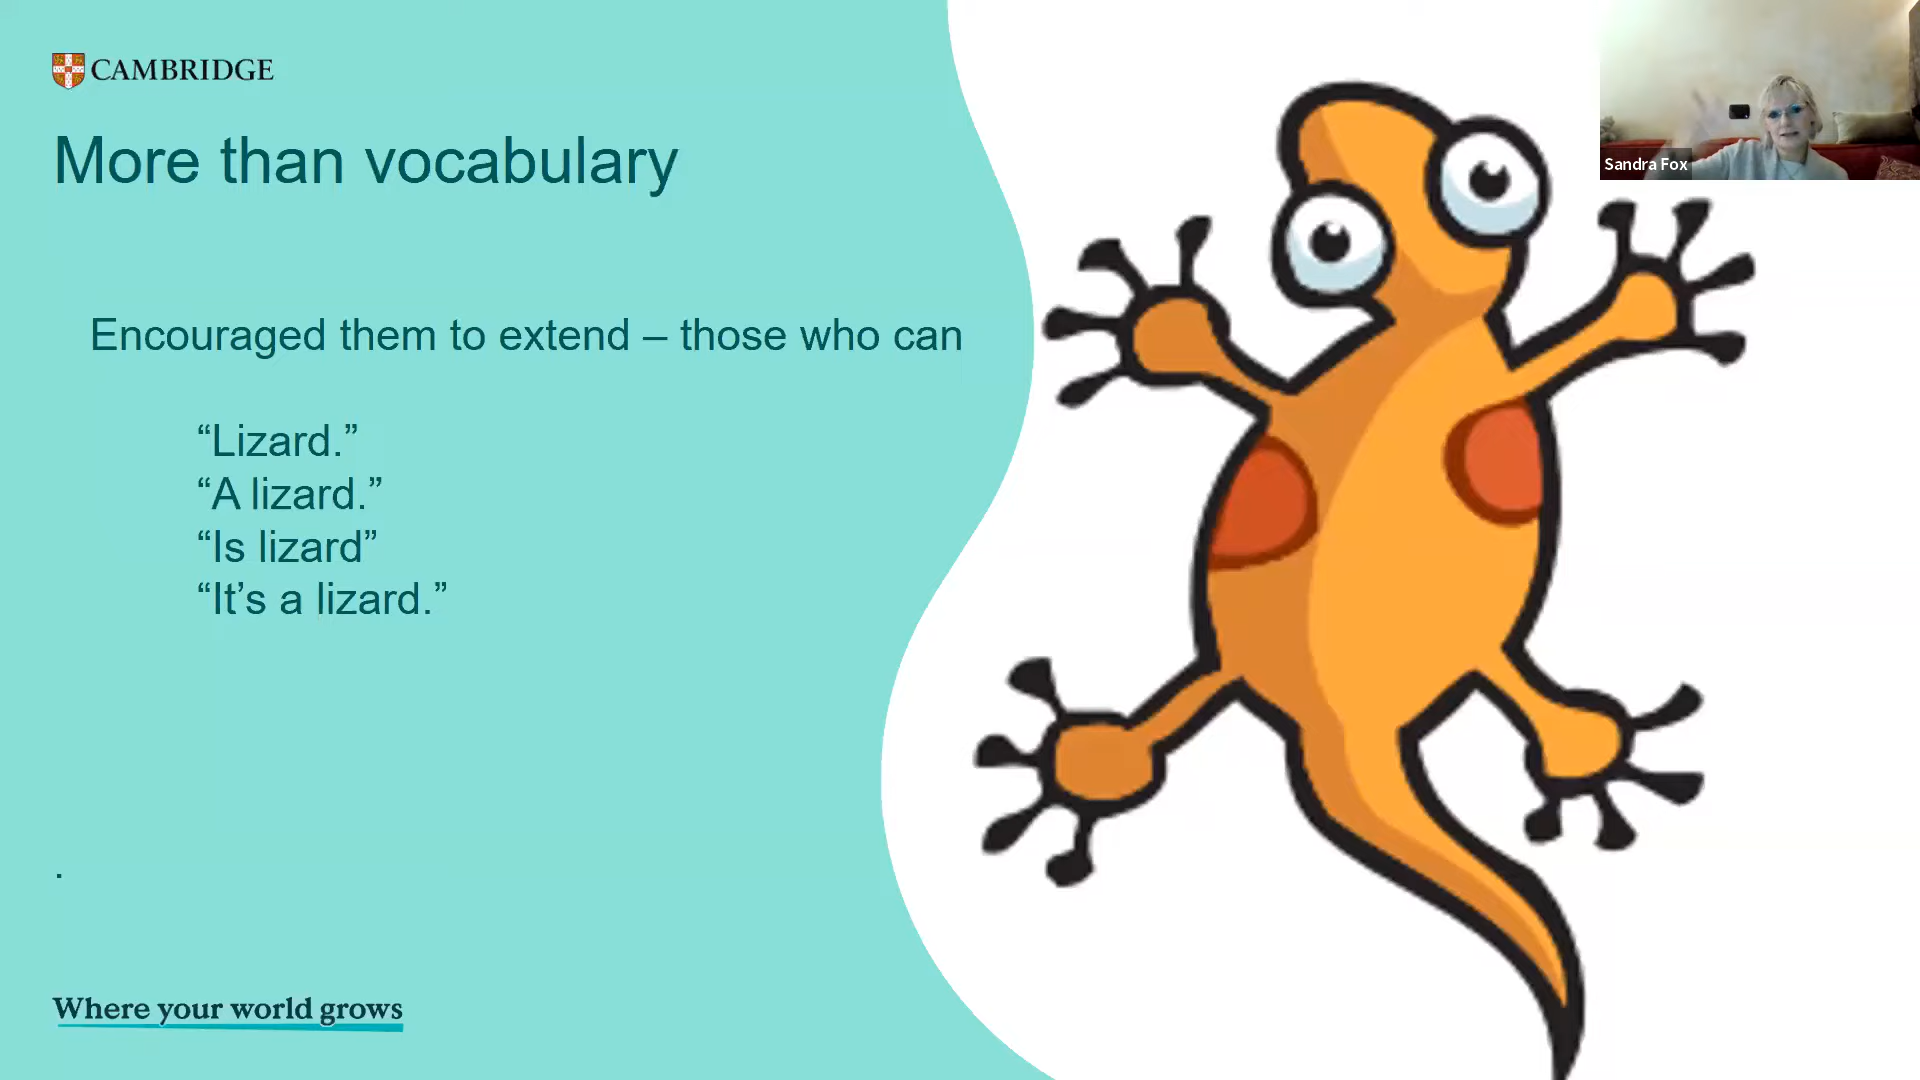 CAMBRIDGE
More than vocabulary
Sandra Fox
Encouraged them to extend – those who can
“Lizard.”
“A lizard.”
“Is lizard”
“It’s a lizard.”
.
Where your world grows